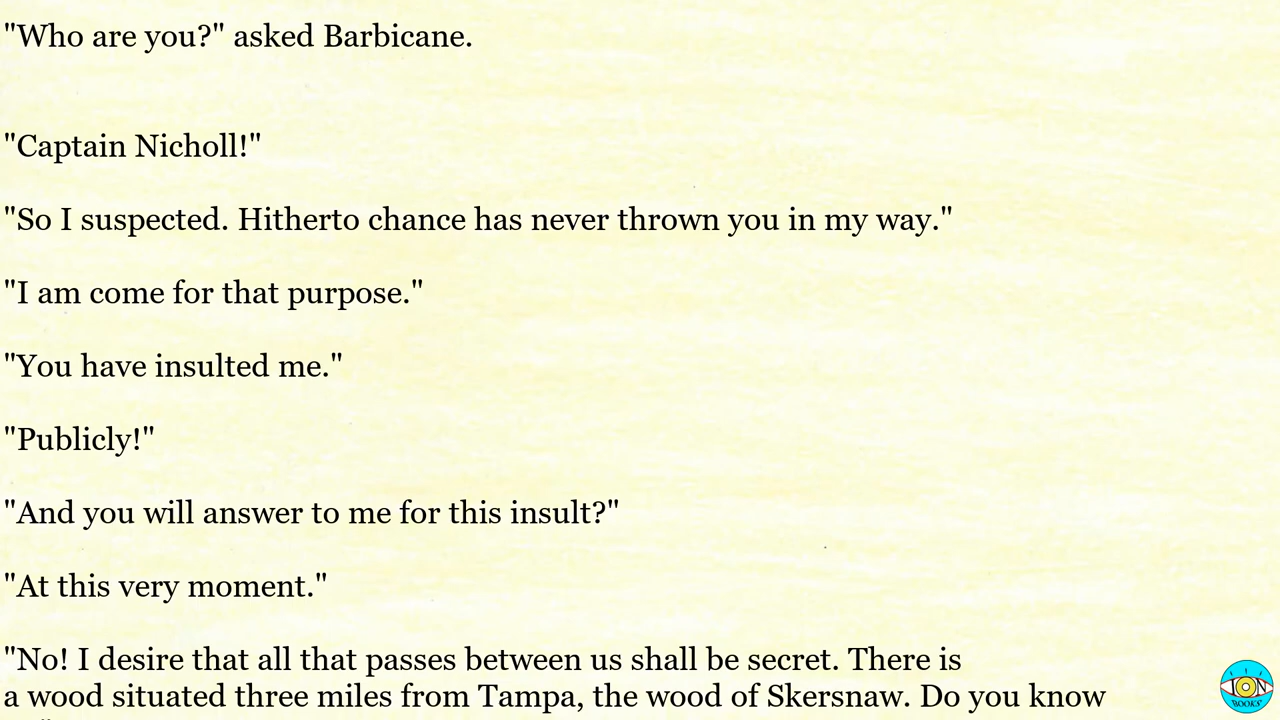 "Who are you?" asked Barbicane.
"Captain Nicholl!"
"So I suspected. Hitherto chance has never thrown you in my way."
"I am come for that purpose."
"You have insulted me."
"Publicly!"
"And you will answer to me for this insult?"
"At this very moment."
"No! I desire that all that passes between us shall be secret. There is
a wood situated three miles from Tampa, the wood of Skersnaw. Do you know
ION
BOOKS